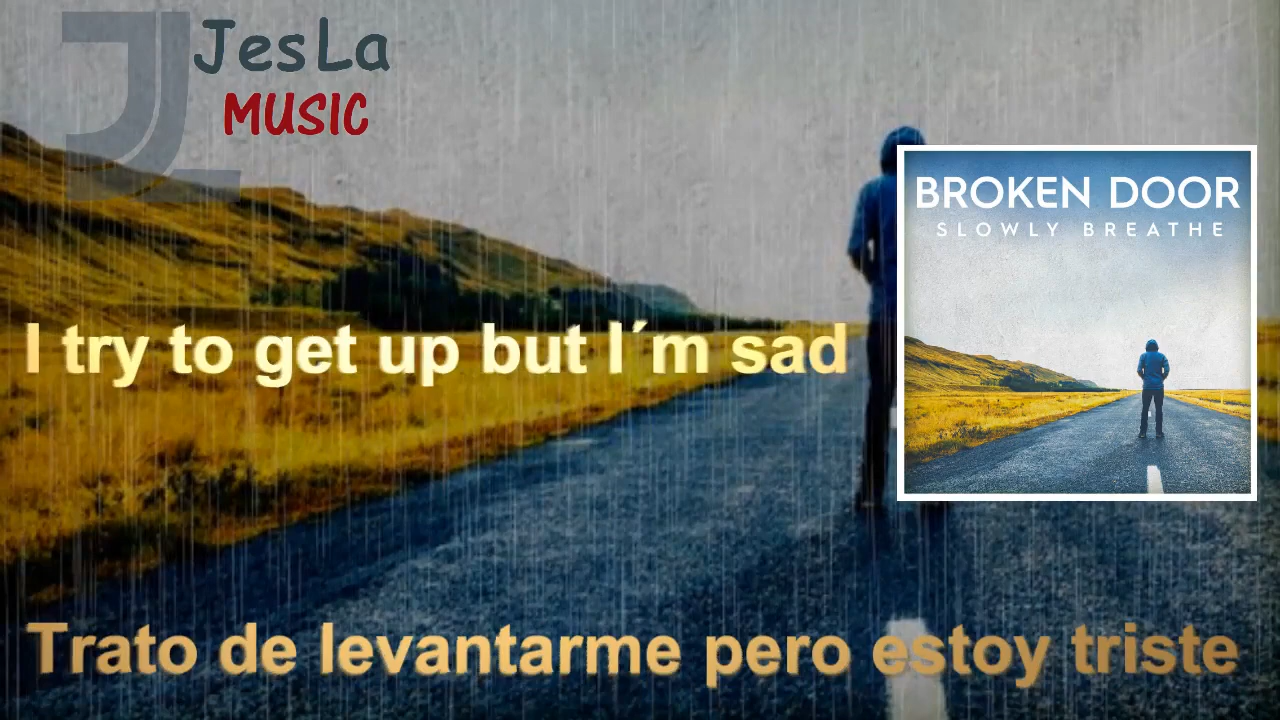 JesLa
MUSIC
BROKEN DOOR
SLOWLY BREATHE
I try to get up but I´m sad
Trato de levantarme pero estoy triste